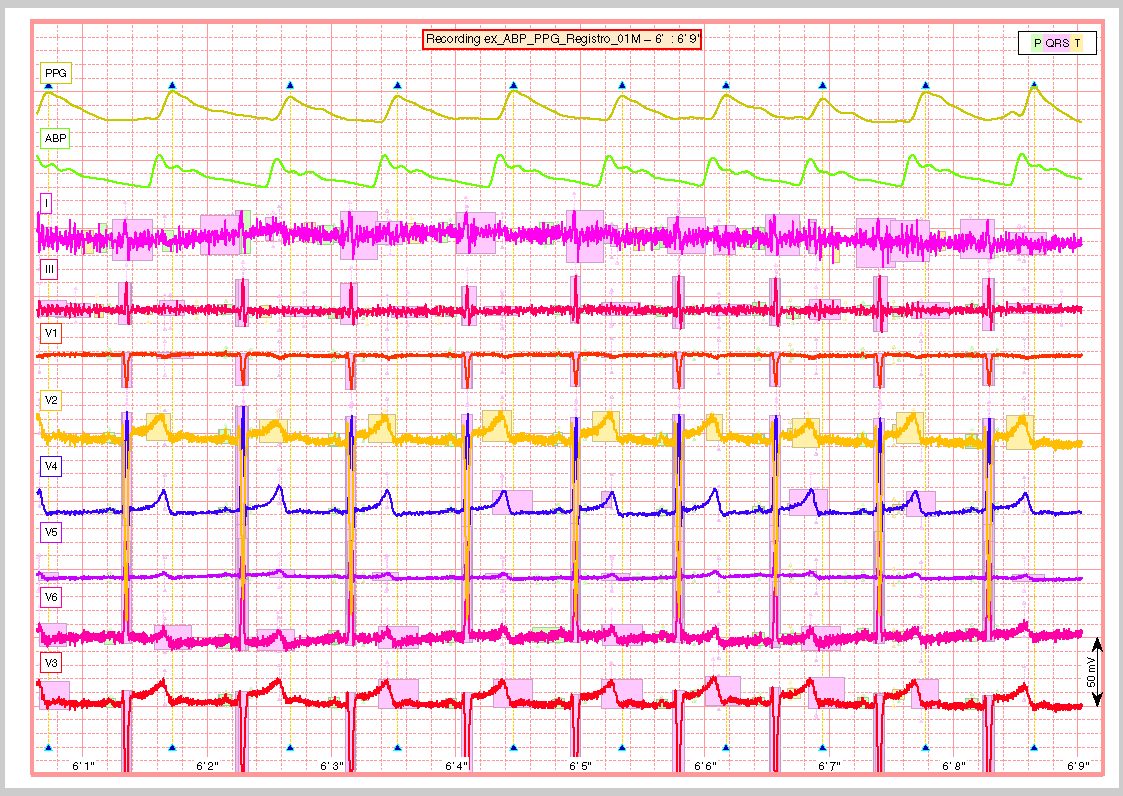 Recording ex_ABP_PPG_Registro_01M – 6' : 6' 9"
P QRS T
PPG
ABP
I
III
V1
V2
V4
V5
V6
V3
50 mV
6' 1" 6' 2" 6' 3" 6' 4" 6' 5" 6' 6" 6' 7" 6' 8" 6' 9"